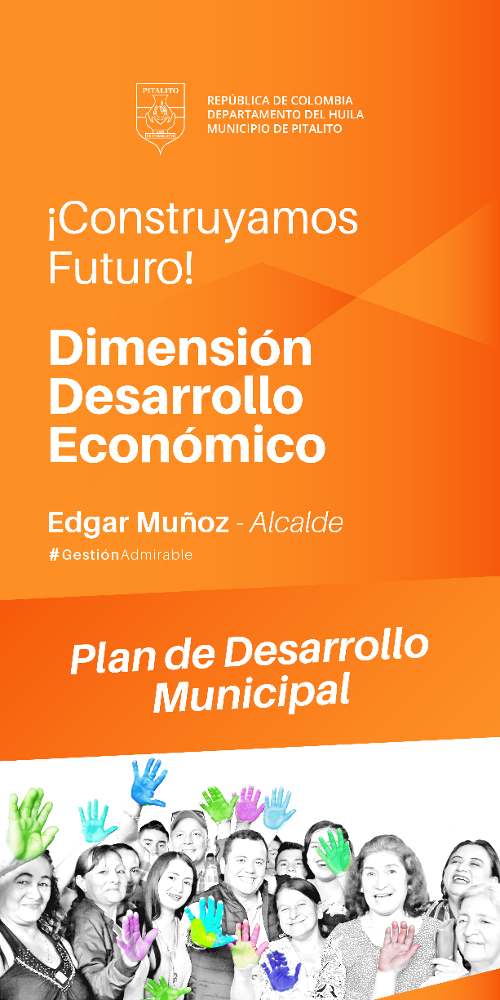 PITALITO
REPÚBLICA DE COLOMBIA
DEPARTAMENTO DEL HUILA
MUNICIPIO DE PITALITO
¡Construyamos
Futuro!
Dimensión
Desarrollo
Económico
Edgar Muñoz - Alcalde
#GestiónAdmirable
Plan de Desarrollo
Municipal